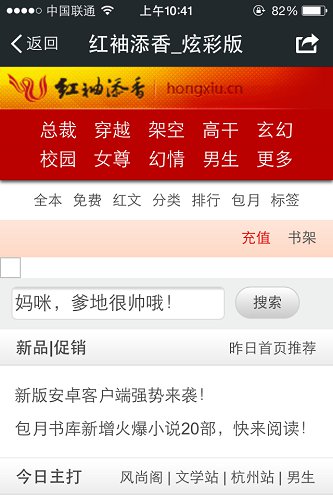 中国联通 上午10:41 82%
返回 红袖添香_炫彩版
红袖添香 hongxiu.cn
总裁 穿越 架空 高干 玄幻
校园 女尊 幻情 男生 更多
全本 免费 红文 分类 排行 包月 标签
充值 书架
妈咪，爹地很帅哦！ 搜索
新品|促销 昨日首页推荐
新版安卓客户端强势来袭！
包月书库新增火爆小说20部，快来阅读！
今日主打 风尚阁 | 文学站 | 杭州站 | 男生